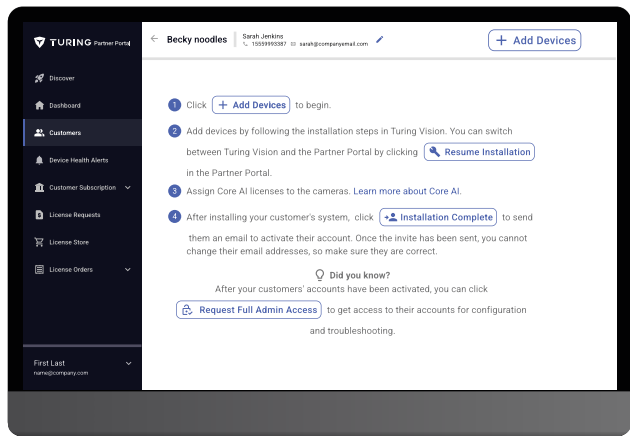 TURING Partner Portal
Discover
Dashboard
Customers
Device Health Alerts
Customer Subscription
License Requests
License Store
License Orders
First Last
name@company.com
Becky noodles
Sarah Jenkins
15559993387 sarah@companyemail.com
+ Add Devices
1 Click + Add Devices to begin.
2 Add devices by following the installation steps in Turing Vision. You can switch
between Turing Vision and the Partner Portal by clicking Resume Installation
in the Partner Portal.
3 Assign Core AI licenses to the cameras. Learn more about Core AI.
4 After installing your customer's system, click Installation Complete to send
them an email to activate their account. Once the invite has been sent, you cannot
change their email addresses, so make sure they are correct.
Did you know?
After your customers' accounts have been activated, you can click
Request Full Admin Access to get access to their accounts for configuration
and troubleshooting.